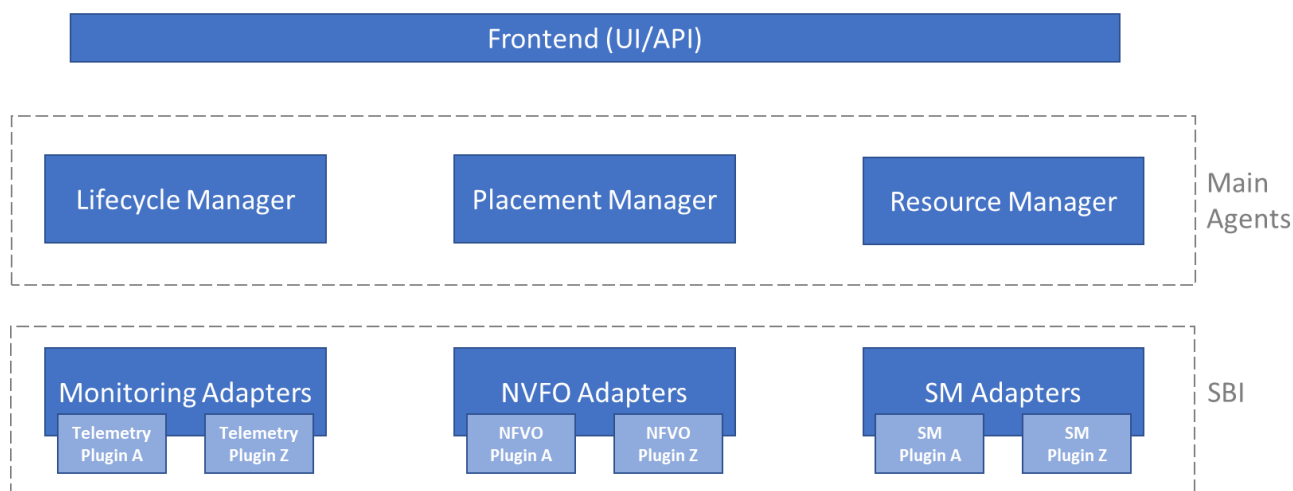 Frontend (UI/API)
Lifecycle Manager
Placement Manager
Resource Manager
Main
Agents
Monitoring Adapters
NVFO Adapters
SM Adapters
SBI
Telemetry
Plugin A
Telemetry
Plugin Z
NFVO
Plugin A
NFVO
Plugin Z
SM
Plugin A
SM
Plugin Z